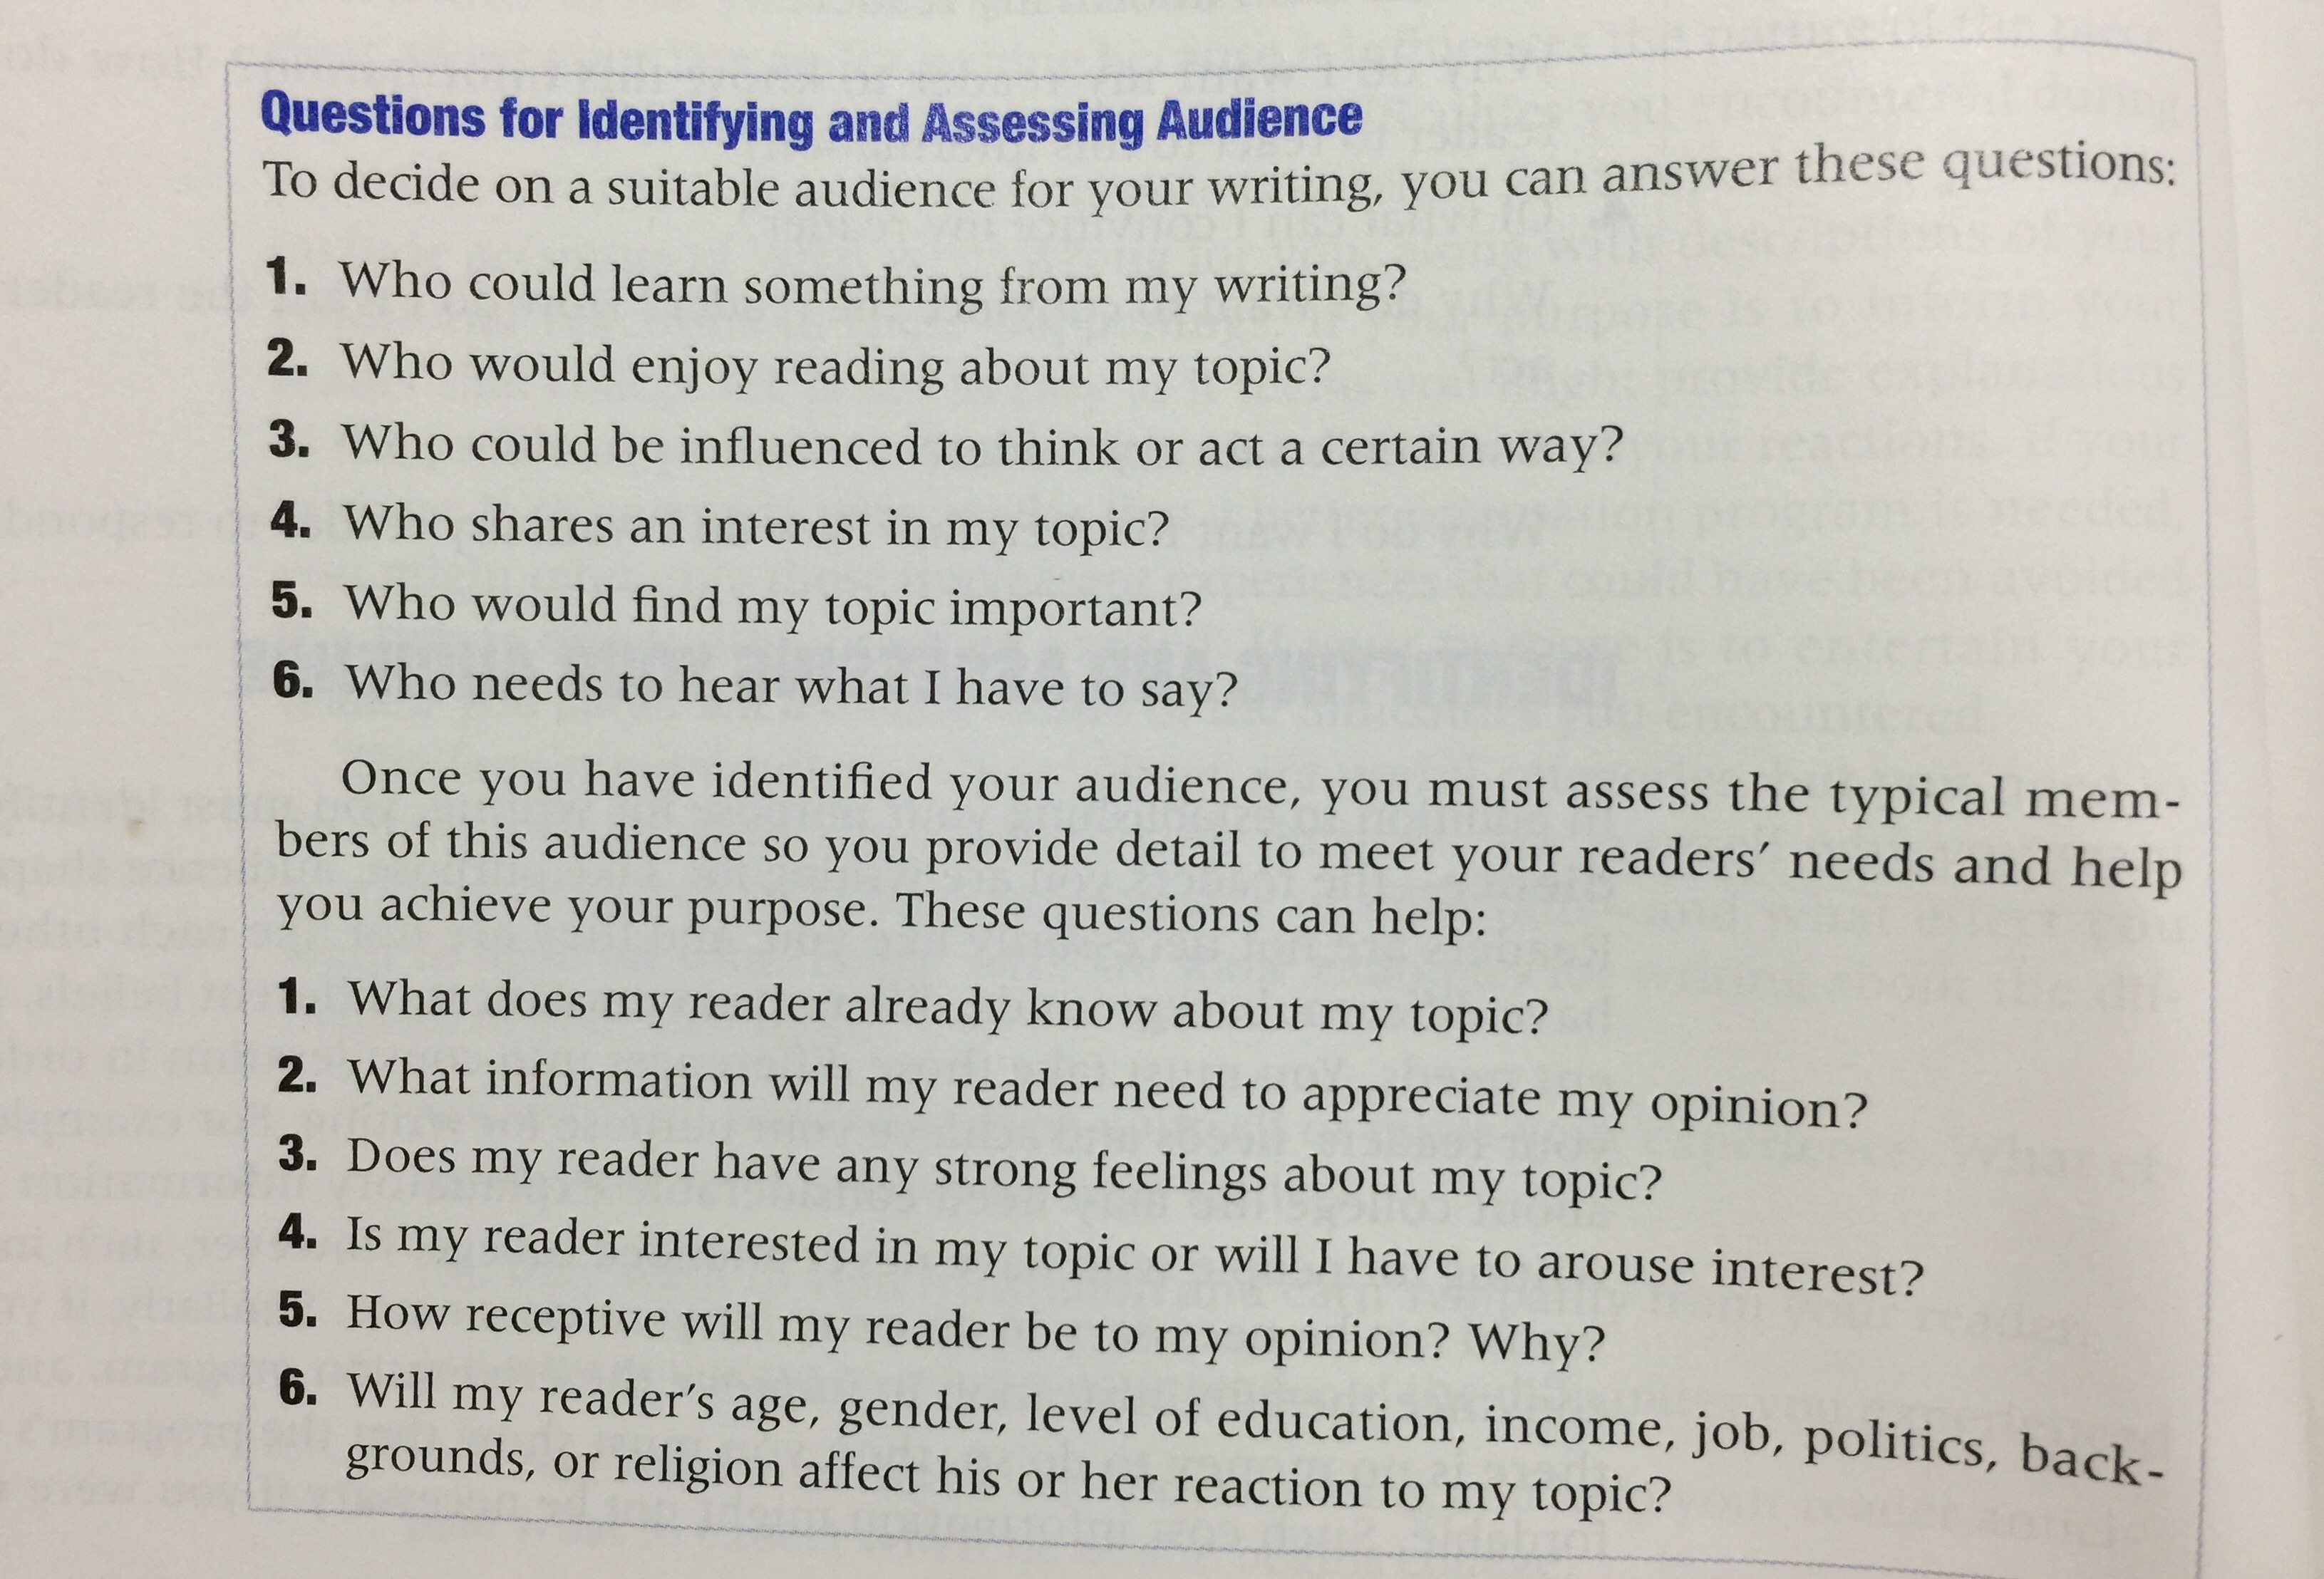 Questions for Identifying and Assessing Audience
To decide on a suitable audience for your writing, you can answer these questions:
1. Who could learn something from my writing?
2. Who would enjoy reading about my topic?
3. Who could be influenced to think or act a certain way?
4. Who shares an interest in my topic?
5. Who would find my topic important?
6. Who needs to hear what I have to say?
Once you have identified your audience, you must assess the typical mem-
bers of this audience so you provide detail to meet your readers’ needs and help
you achieve your purpose. These questions can help:
1. What does my reader already know about my topic?
2. What information will my reader need to appreciate my opinion?
3. Does my reader have any strong feelings about my topic?
4. Is my reader interested in my topic or will I have to arouse interest?
5. How receptive will my reader be to my opinion? Why?
6. Will my reader’s age, gender, level of education, income, job, politics, back-
grounds, or religion affect his or her reaction to my topic?